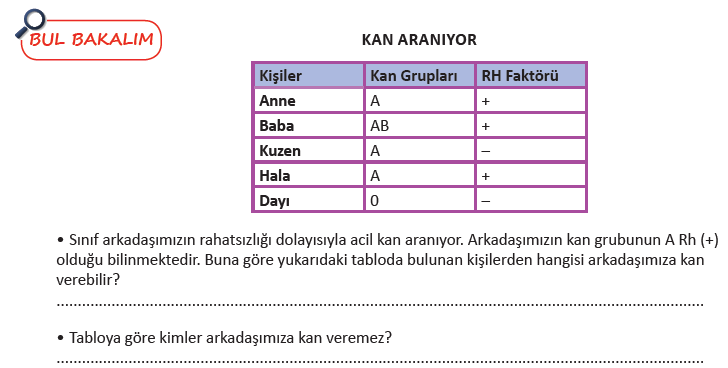 BUL BAKALIM
KAN ARANIYOR
Kişiler Kan Grupları RH Faktörü
Anne A +
Baba AB +
Kuzen A –
Hala A +
Dayı 0 –
• Sınıf arkadaşımızın rahatsızlığı dolayısıyla acil kan aranıyor. Arkadaşımızın kan grubunun A Rh (+)
olduğu bilinmektedir. Buna göre yukarıdaki tabloda bulunan kişilerden hangisi arkadaşımıza kan
verebilir?
• Tabloya göre kimler arkadaşımıza kan veremez?